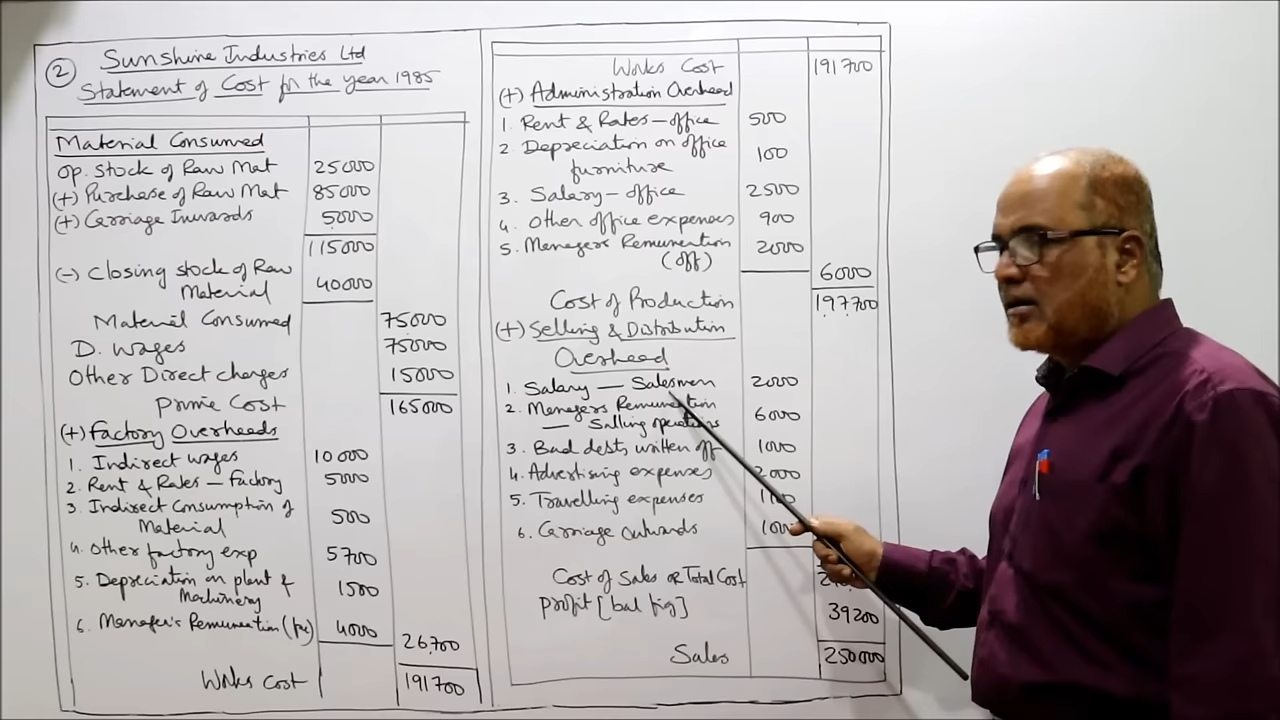 2
Sunshine Industries Ltd
Statement of Cost for the year 1985
Material Consumed
Op. Stock of Raw Mat 25000
(+) Purchase of Raw Mat 85000
(+) Carriage Inwards 5000
115000
(-) Closing stock of Raw
Material 40000
Material Consumed 75000
D. Wages 75000
Other Direct charges 15000
Prime Cost 165000
(+) Factory Overheads
1. Indirect wages 10000
2. Rent & Rates - Factory 5000
3. Indirect Consumption of
Material 500
4. Other factory exp 5700
5. Depreciation on plant &
Machinery 1500
6. Manager's Remuneration 4000 26,700
Works Cost 191700
Works Cost 191700
(+) Administration Overhead
1. Rent & Rates - office 500
2 Depreciation on office
furniture 100
3. Salary - office 2500
4. Other office expenses 900
5. Managers Remuneration
(off) 2000
6000
Cost of Production 197700
(+) Selling & Distribution
Overhead
1. Salary - Salesmen 2000
2. Managers Remuneration
- Selling operations 6000
3. Bad debts written off 1000
4. Advertising expenses
5. Travelling expenses
6. Carriage outwards
Cost of Sales or Total Cost
Profit [bal fig] 39200
Sales 250000